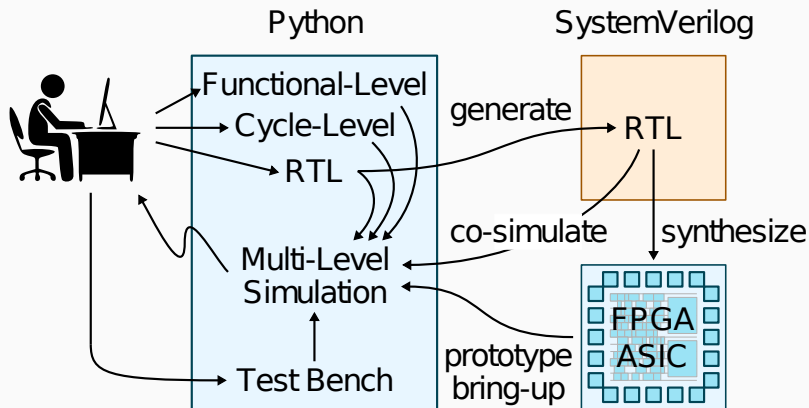 Python
SystemVerilog
Functional-Level
Cycle-Level
RTL
generate
RTL
co-simulate
synthesize
Multi-Level
Simulation
FPGA
ASIC
prototype
bring-up
Test Bench